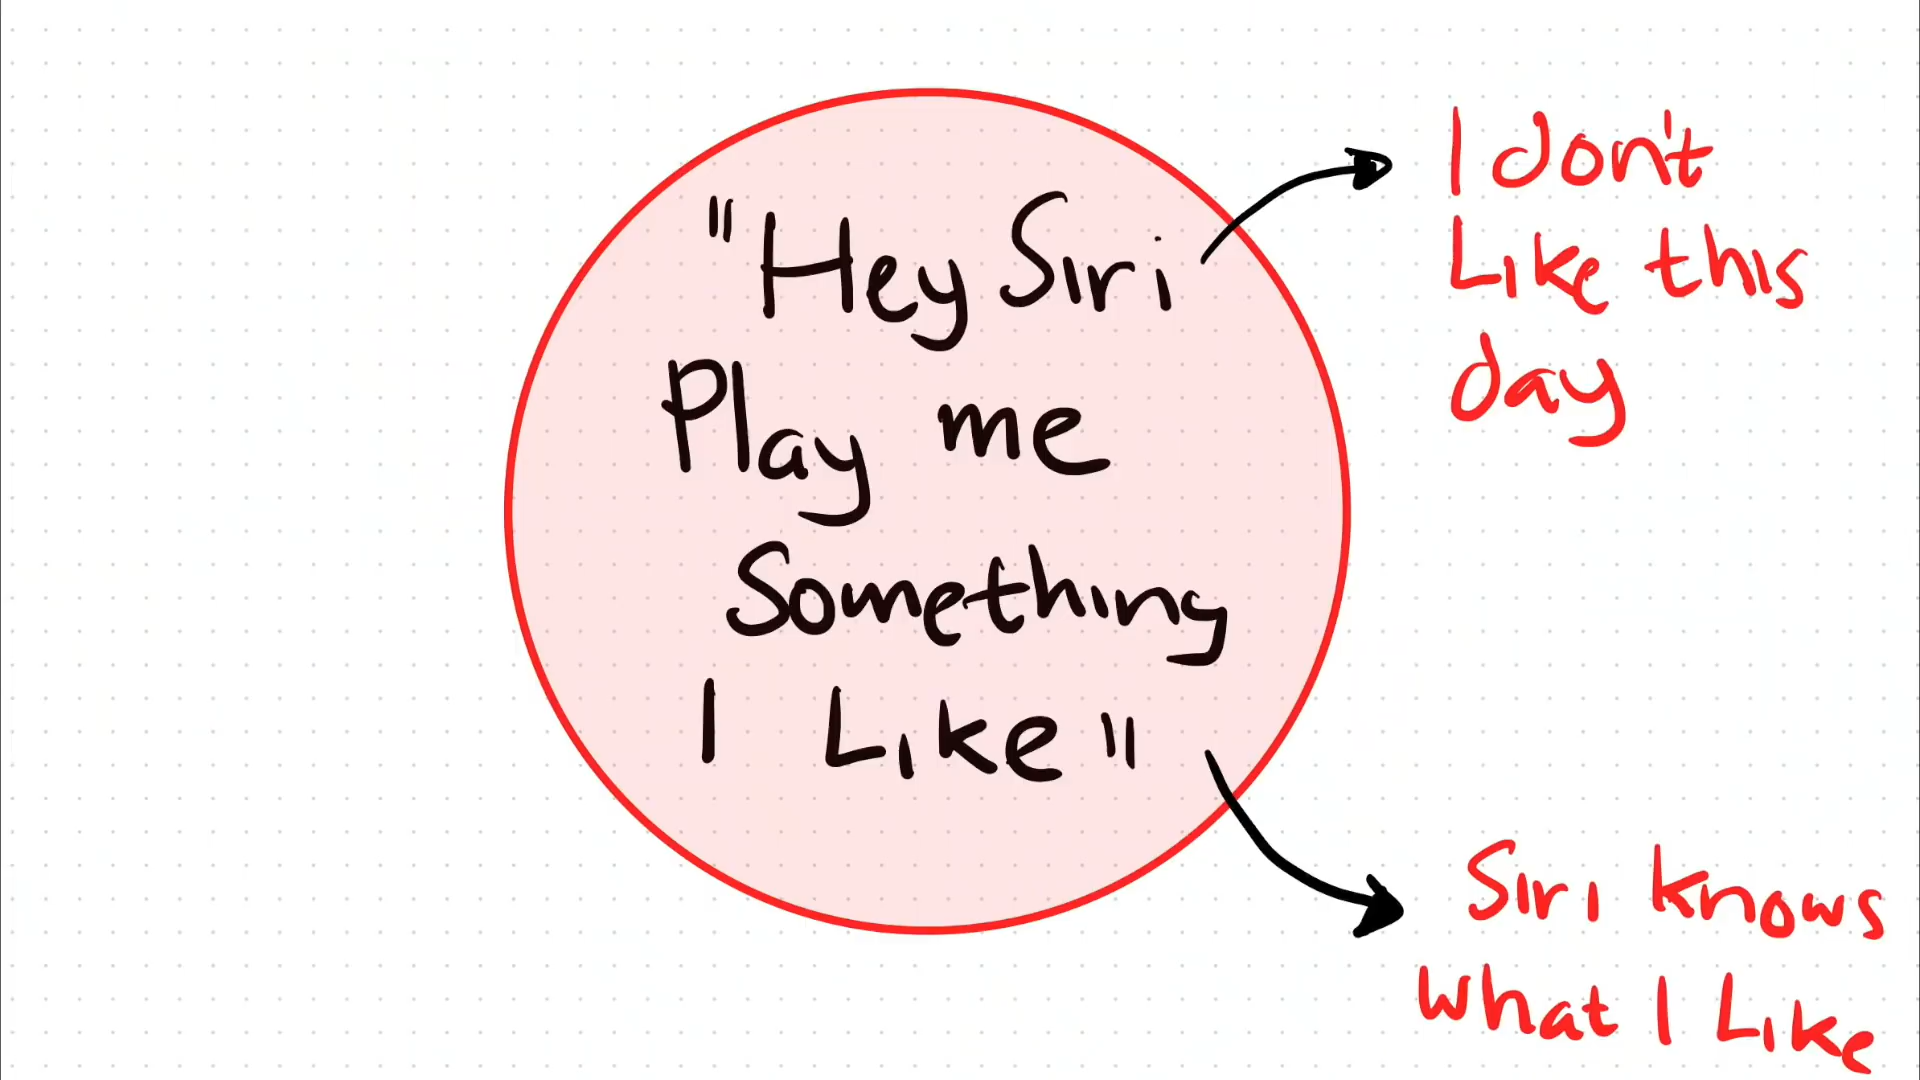 "Hey Siri
Play me
Something
I Like"
I don't
Like this
day
Siri knows
what I Like